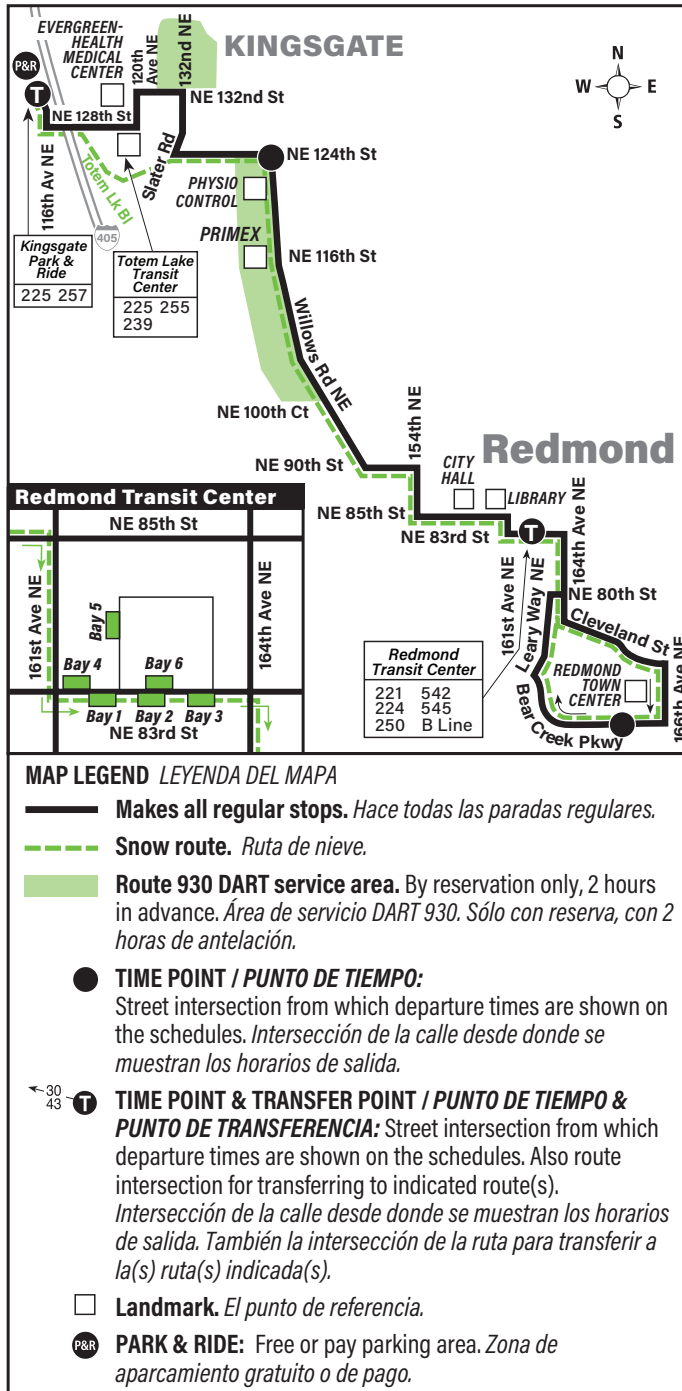 EVERGREEN-
HEALTH
MEDICAL
CENTER
120th
Ave NE
132nd NE
KINGSGATE
P&R
T
NE 128th St
NE 132nd St
N
W E
S
116th Av NE
Totem Lk Bl
405
Slater Rd
NE 124th St
PHYSIO
CONTROL
PRIMEX
NE 116th St
Kingsgate
Park &
Ride
225 257
Totem Lake
Transit
Center
225 255
239
Willows Rd NE
NE 100th Ct
154th NE
NE 90th St
Redmond
CITY
HALL
LIBRARY
NE 85th St
NE 83rd St
T
164th Ave NE
161st Ave NE
Leary Way NE
NE 80th St
Cleveland St
REDMOND
TOWN
CENTER
166th Ave NE
Bear Creek Pkwy
Redmond
Transit Center
221 542
224 545
250 B Line
Redmond Transit Center
NE 85th St
161st Ave NE
164th Ave NE
Bay 5
Bay 4
Bay 6
Bay 1
Bay 2
Bay 3
NE 83rd St
MAP LEGEND LEYENDA DEL MAPA
Makes all regular stops. Hace todas las paradas regulares.
Snow route. Ruta de nieve.
Route 930 DART service area. By reservation only, 2 hours
in advance. Área de servicio DART 930. Sólo con reserva, con 2
horas de antelación.
TIME POINT / PUNTO DE TIEMPO:
Street intersection from which departure times are shown on
the schedules. Intersección de la calle desde donde se
muestran los horarios de salida.
30
43
T
TIME POINT & TRANSFER POINT / PUNTO DE TIEMPO &
PUNTO DE TRANSFERENCIA: Street intersection from which
departure times are shown on the schedules. Also route
intersection for transferring to indicated route(s).
Intersección de la calle desde donde se muestran los horarios
de salida. También la intersección de la ruta para transferir a
la(s) ruta(s) indicada(s).
Landmark. El punto de referencia.
P&R PARK & RIDE: Free or pay parking area. Zona de
aparcamiento gratuito o de pago.